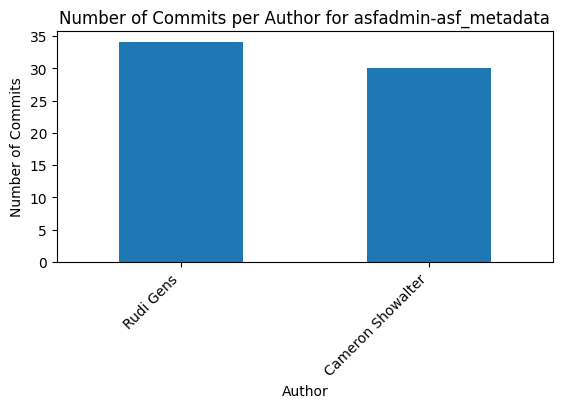 Number of Commits per Author for asfadmin-asf_metadata
35
30
25
20
15
10
5
0
Number of Commits
Rudi Gens
Cameron Showalter
Author